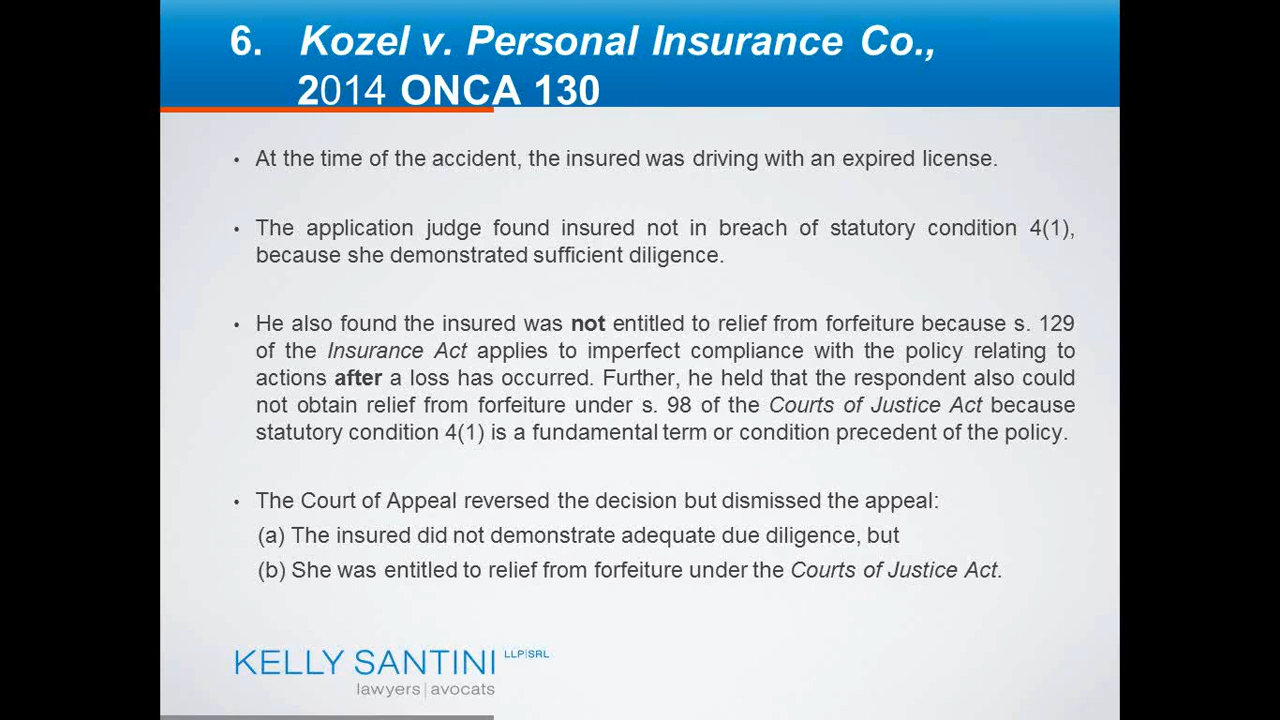 6. Kozel v. Personal Insurance Co.,
2014 ONCA 130
• At the time of the accident, the insured was driving with an expired license.
• The application judge found insured not in breach of statutory condition 4(1),
because she demonstrated sufficient diligence.
• He also found the insured was not entitled to relief from forfeiture because s. 129
of the Insurance Act applies to imperfect compliance with the policy relating to
actions after a loss has occurred. Further, he held that the respondent also could
not obtain relief from forfeiture under s. 98 of the Courts of Justice Act because
statutory condition 4(1) is a fundamental term or condition precedent of the policy.
• The Court of Appeal reversed the decision but dismissed the appeal:
(a) The insured did not demonstrate adequate due diligence, but
(b) She was entitled to relief from forfeiture under the Courts of Justice Act.
KELLY SANTINI LLP|SRL
lawyers|avocats